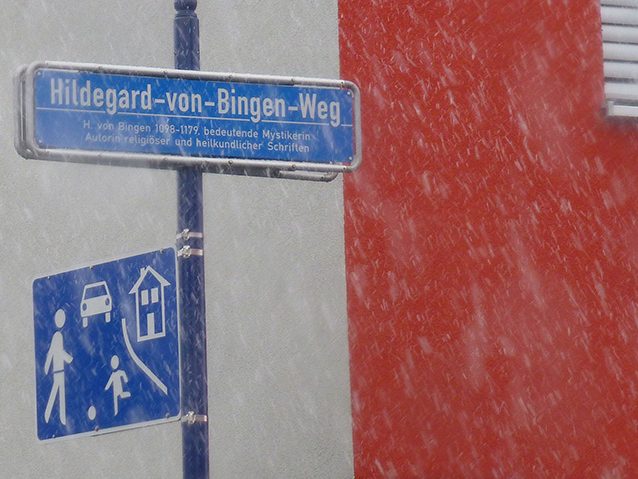 Hildegard-von-Bingen-Weg
H. von Bingen 1098-1179, bedeutende Mystikerin
Autorin religiöser und heilkundlicher Schriften